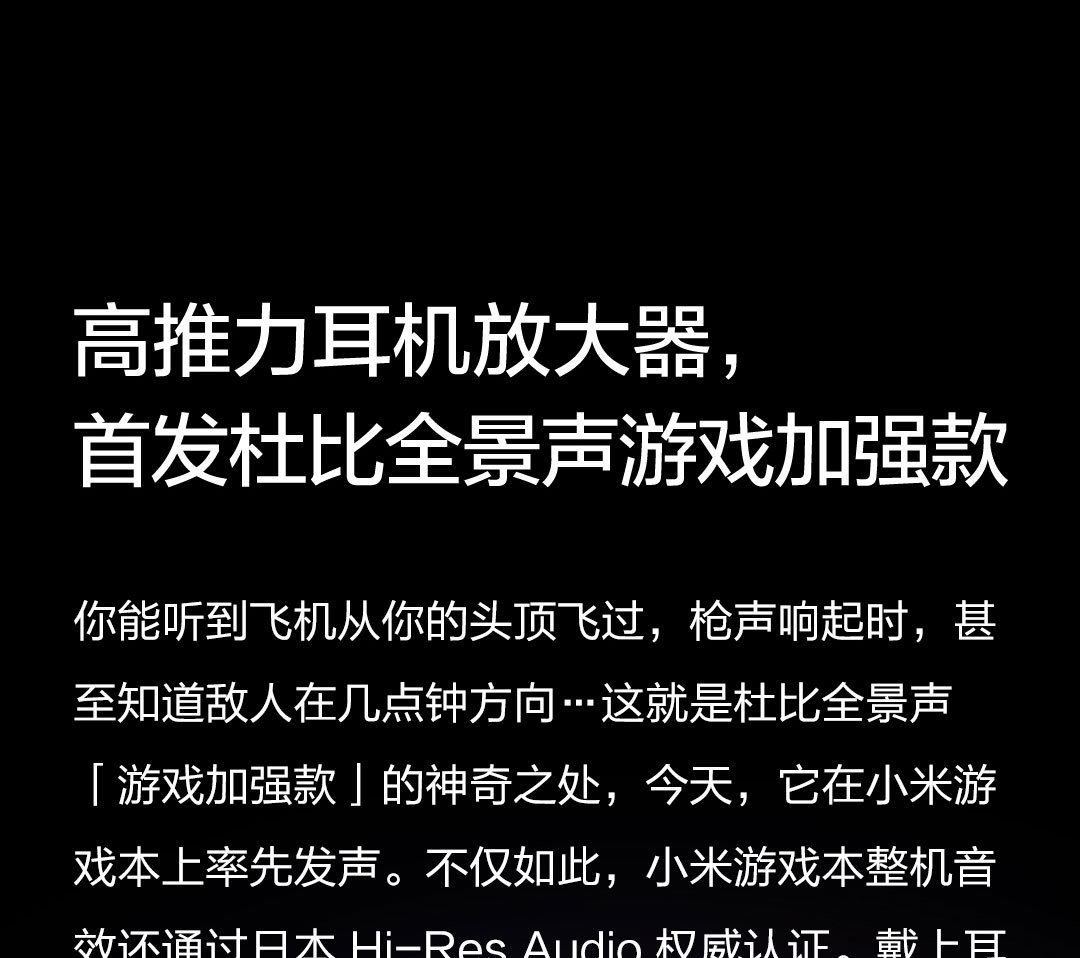 高推力耳机放大器，
首发杜比全景声游戏加强款
你能听到飞机从你的头顶飞过，枪声响起时，甚
至知道敌人在几点钟方向…这就是杜比全景声
「游戏加强款」的神奇之处，今天，它在小米游
戏本上率先发声。不仅如此，小米游戏本整机音
效还通过日本 Hi-Res Audio 权威认证。戴上耳